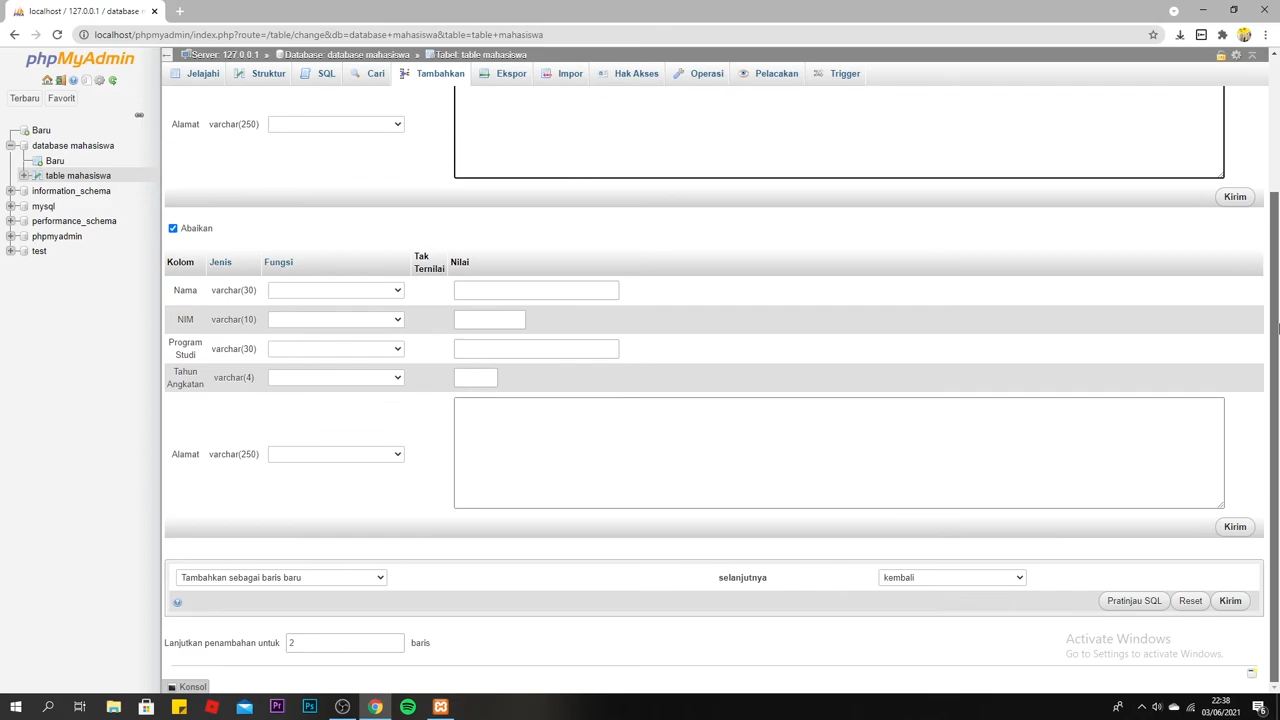 localhost / 127.0.0.1 / database m
localhost/phpmyadmin/index.php?route=/table/change&db=database+mahasiswa&table=table+mahasiswa
phpMyAdmin
Server: 127.0.0.1 » Database: database mahasiswa » Tabel: table mahasiswa
Jelajahi Struktur SQL Cari Tambahkan Ekspor Impor Hak Akses Operasi Pelacakan Trigger
Terbaru Favorit
Baru
database mahasiswa
Baru
table mahasiswa
information_schema
mysql
performance_schema
phpmyadmin
test
Alamat varchar(250)
Kirim
Abaikan
Kolom Jenis Fungsi Tak Ternilai Nilai
Nama varchar(30)
NIM varchar(10)
Program Studi varchar(30)
Tahun Angkatan varchar(4)
Alamat varchar(250)
Kirim
Tambahkan sebagai baris baru selanjutnya kembali
Pratinjau SQL Reset Kirim
Lanjutkan penambahan untuk 2 baris
Activate Windows
Go to Settings to activate Windows.
Konsol
22:38
03/06/2021